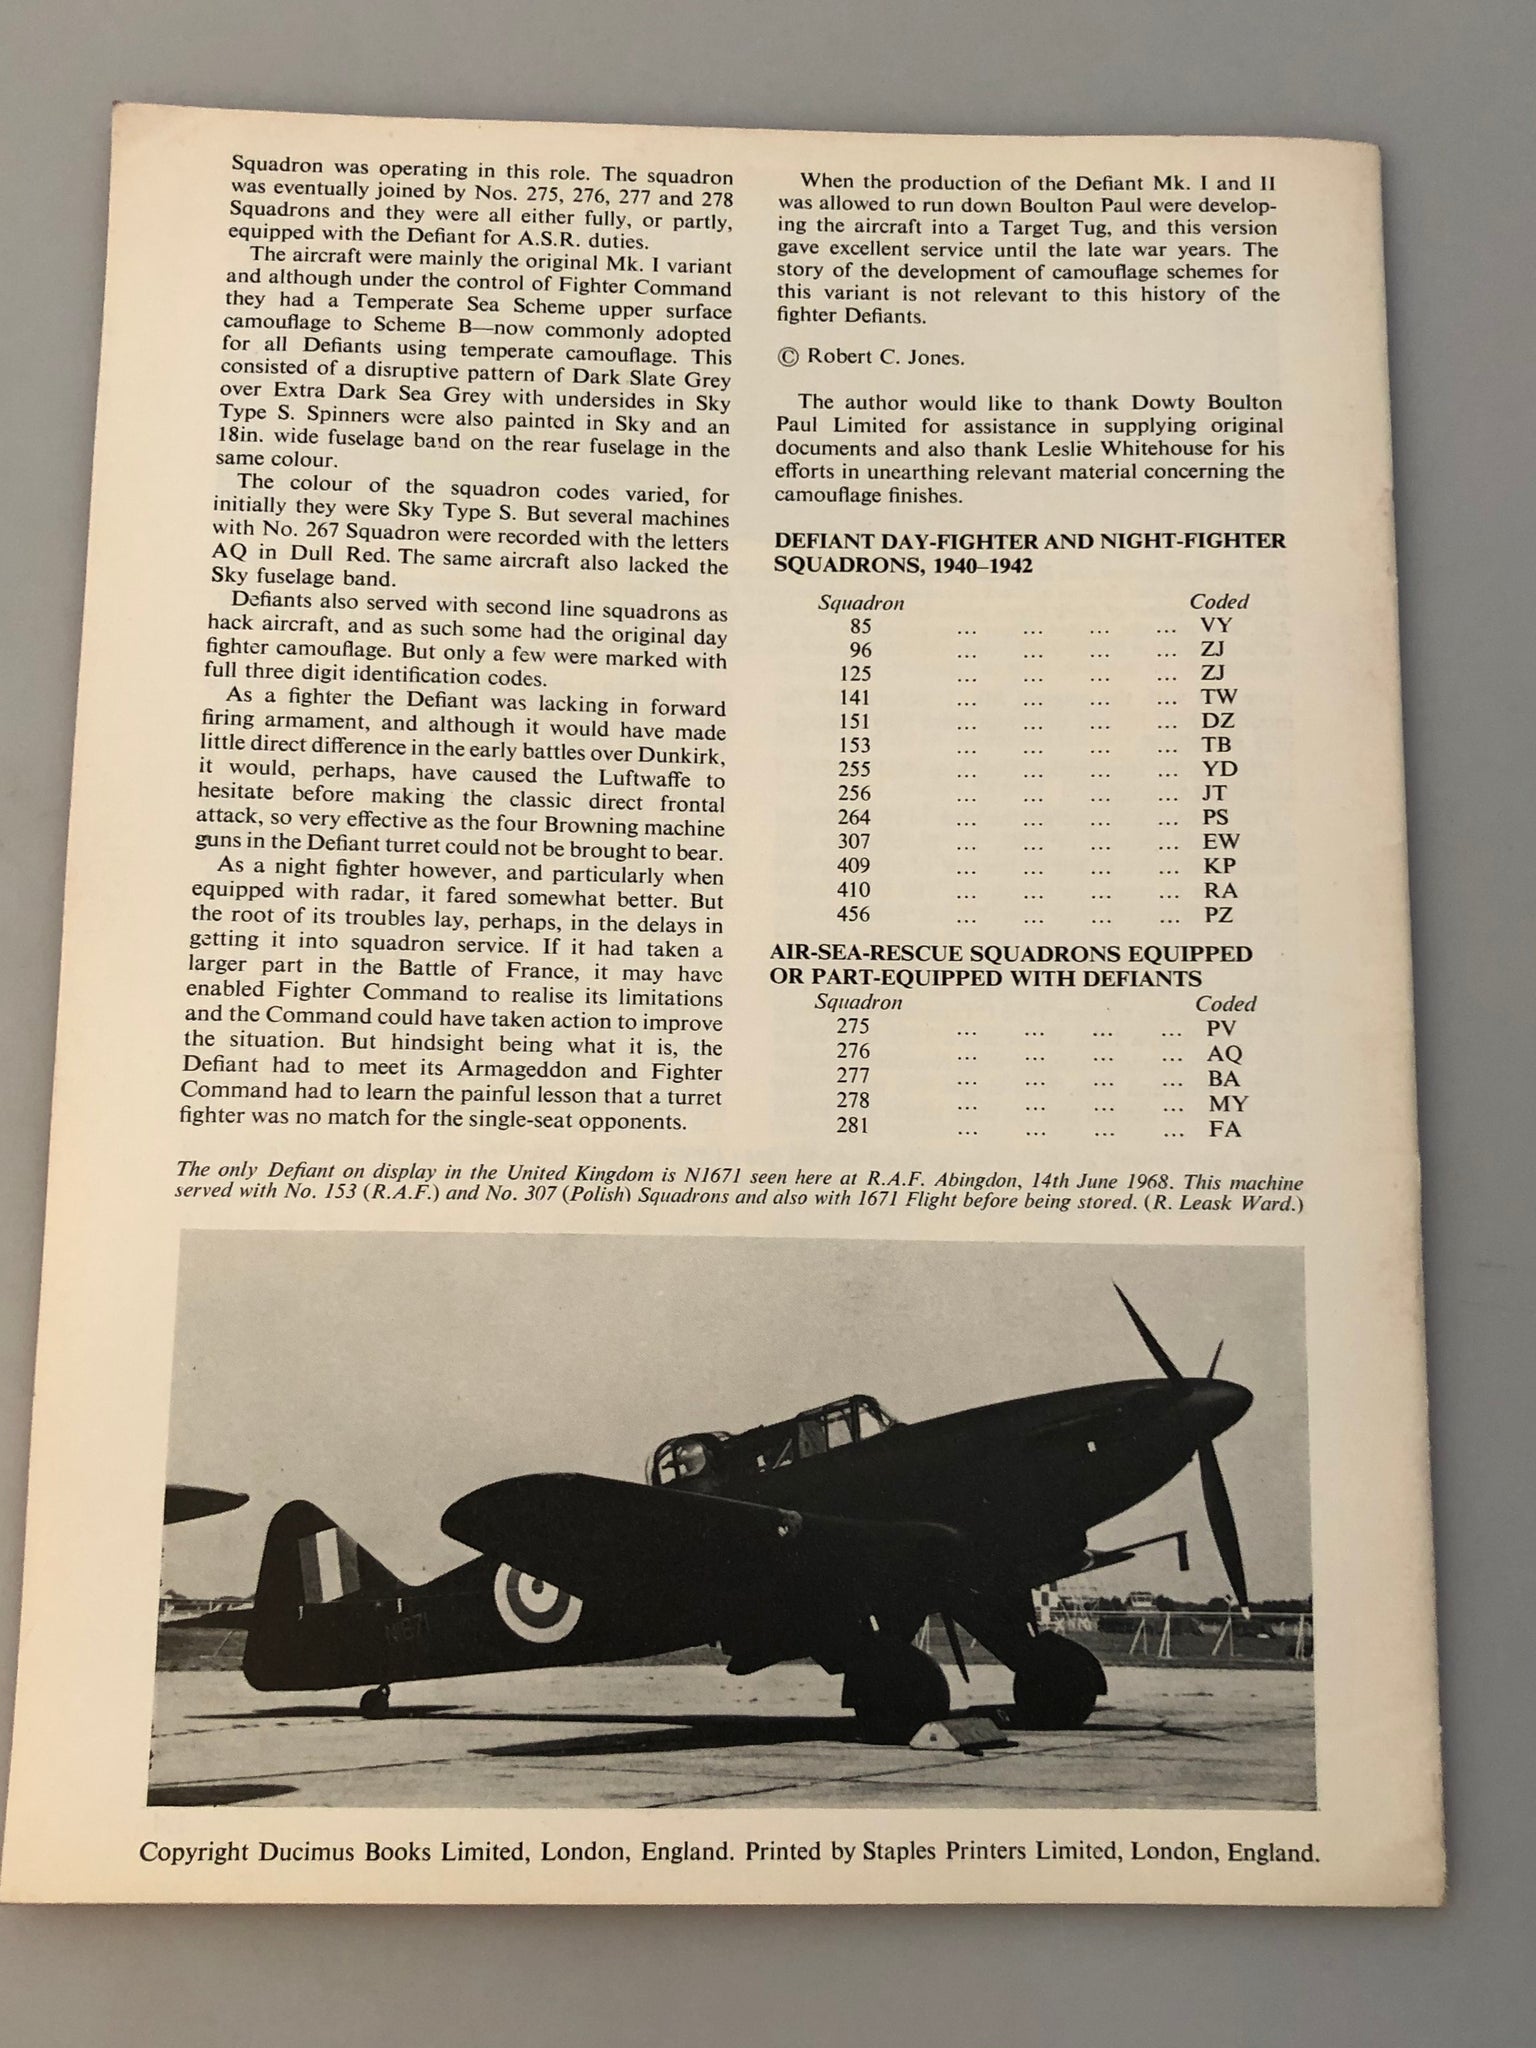 Squadron was operating in this role. The squadron
was eventually joined by Nos. 275, 276, 277 and 278
Squadrons and they were all either fully, or partly,
equipped with the Defiant for A.S.R. duties.
The aircraft were mainly the original Mk. I variant
and although under the control of Fighter Command
they had a Temperate Sea Scheme upper surface
camouflage to Scheme B—now commonly adopted
for all Defiants using temperate camouflage. This
consisted of a disruptive pattern of Dark Slate Grey
over Extra Dark Sea Grey with undersides in Sky
Type S. Spinners were also painted in Sky and an
18in. wide fuselage band on the rear fuselage in the
same colour.
The colour of the squadron codes varied, for
initially they were Sky Type S. But several machines
with No. 267 Squadron were recorded with the letters
AQ in Dull Red. The same aircraft also lacked the
Sky fuselage band.
Defiants also served with second line squadrons as
hack aircraft, and as such some had the original day
fighter camouflage. But only a few were marked with
full three digit identification codes.
As a fighter the Defiant was lacking in forward
firing armament, and although it would have made
little direct difference in the early battles over Dunkirk,
it would, perhaps, have caused the Luftwaffe to
hesitate before making the classic direct frontal
attack, so very effective as the four Browning machine
guns in the Defiant turret could not be brought to bear.
As a night fighter however, and particularly when
equipped with radar, it fared somewhat better. But
the root of its troubles lay, perhaps, in the delays in
getting it into squadron service. If it had taken a
larger part in the Battle of France, it may have
enabled Fighter Command to realise its limitations
and the Command could have taken action to improve
the situation. But hindsight being what it is, the
Defiant had to meet its Armageddon and Fighter
Command had to learn the painful lesson that a turret
fighter was no match for the single-seat opponents.
When the production of the Defiant Mk. I and II
was allowed to run down Boulton Paul were develop-
ing the aircraft into a Target Tug, and this version
gave excellent service until the late war years. The
story of the development of camouflage schemes for
this variant is not relevant to this history of the
fighter Defiants.
© Robert C. Jones.
The author would like to thank Dowty Boulton
Paul Limited for assistance in supplying original
documents and also thank Leslie Whitehouse for his
efforts in unearthing relevant material concerning the
camouflage finishes.
DEFIANT DAY-FIGHTER AND NIGHT-FIGHTER
SQUADRONS, 1940–1942
Squadron Coded
85 ... ... ... ... VY
96 ... ... ... ... ZJ
125 ... ... ... ... ZJ
141 ... ... ... ... TW
151 ... ... ... ... DZ
153 ... ... ... ... TB
255 ... ... ... ... YD
256 ... ... ... ... JT
264 ... ... ... ... PS
307 ... ... ... ... EW
409 ... ... ... ... KP
410 ... ... ... ... RA
456 ... ... ... ... PZ
AIR-SEA-RESCUE SQUADRONS EQUIPPED
OR PART-EQUIPPED WITH DEFIANTS
Squadron Coded
275 ... ... ... ... PV
276 ... ... ... ... AQ
277 ... ... ... ... BA
278 ... ... ... ... MY
281 ... ... ... ... FA
The only Defiant on display in the United Kingdom is N1671 seen here at R.A.F. Abingdon, 14th June 1968. This machine
served with No. 153 (R.A.F.) and No. 307 (Polish) Squadrons and also with 1671 Flight before being stored. (R. Leask Ward.)
N1671
Copyright Ducimus Books Limited, London, England. Printed by Staples Printers Limited, London, England.